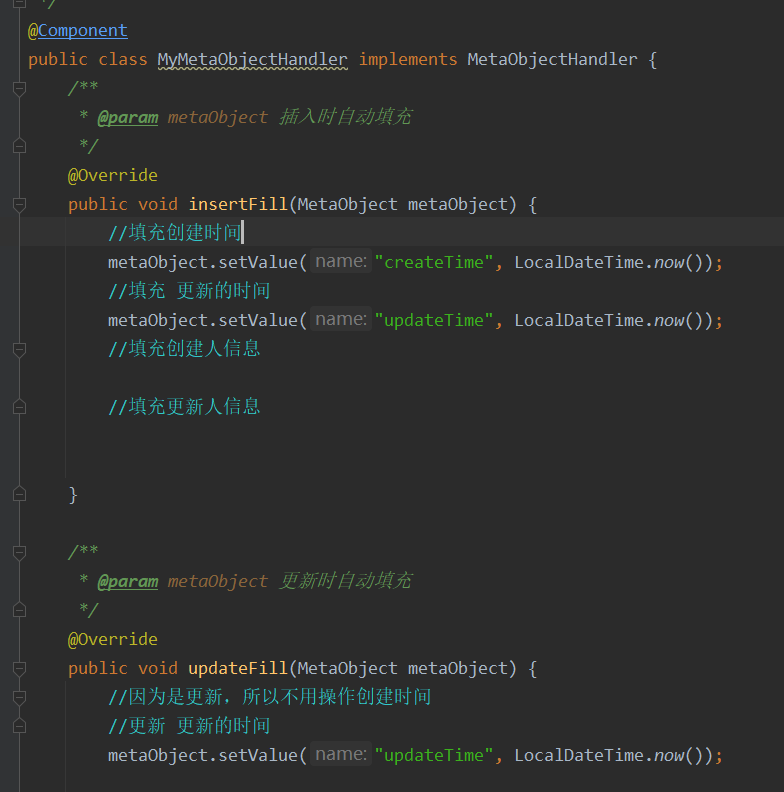 */
@Component
public class MyMetaObjectHandler implements MetaObjectHandler {
/**
* @param metaObject 插入时自动填充
*/
@Override
public void insertFill(MetaObject metaObject) {
//填充创建时间
metaObject.setValue( name: "createTime", LocalDateTime.now());
//填充 更新的时间
metaObject.setValue( name: "updateTime", LocalDateTime.now());
//填充创建人信息
//填充更新人信息
}
/**
* @param metaObject 更新时自动填充
*/
@Override
public void updateFill(MetaObject metaObject) {
//因为是更新，所以不用操作创建时间
//更新 更新的时间
metaObject.setValue( name: "updateTime", LocalDateTime.now());